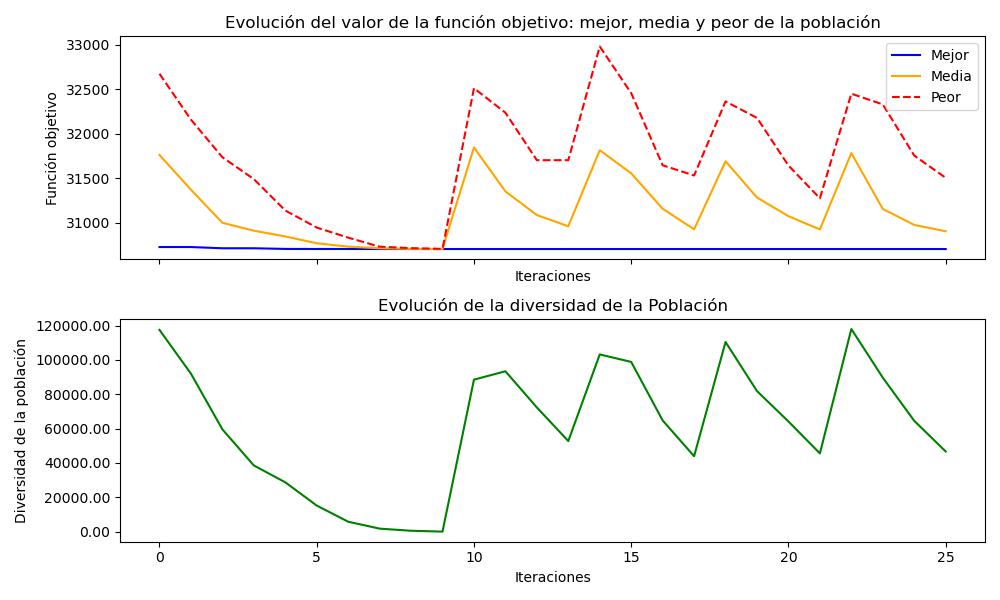 Evolución del valor de la función objetivo: mejor, media y peor de la población
33000
32500
32000
31500
31000
Función objetivo
Mejor
Media
Peor
Iteraciones
Evolución de la diversidad de la Población
120000.00
100000.00
80000.00
60000.00
40000.00
20000.00
0.00
Diversidad de la población
0 5 10 15 20 25
Iteraciones